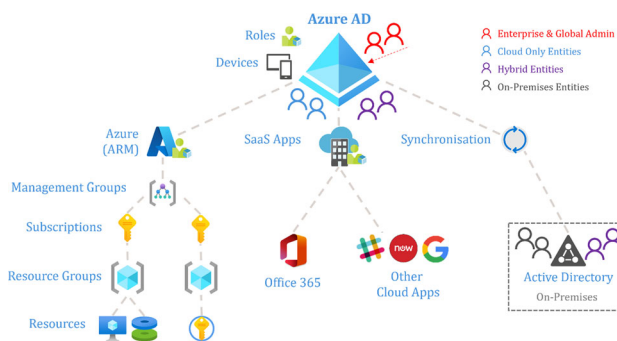 Azure AD
Roles
Devices
Enterprise & Global Admin
Cloud Only Entities
Hybrid Entities
On-Premises Entities
Azure
(ARM)
SaaS Apps
Synchronisation
Management Groups
Subscriptions
Resource Groups
Resources
Office 365
now
G
Other
Cloud Apps
Active Directory
On-Premises